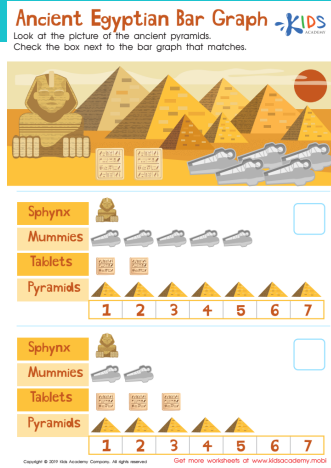 Ancient Egyptian Bar Graph
KIDS
ACADEMY
Look at the picture of the ancient pyramids.
Check the box next to the bar graph that matches.
Sphynx
Mummies
Tablets
Pyramids
1 2 3 4 5 6 7
Sphynx
Mummies
Tablets
Pyramids
1 2 3 4 5 6 7
Copyright © 2019 Kids Academy Company. All rights reserved
Get more worksheets at www.kidsacademy.mobi